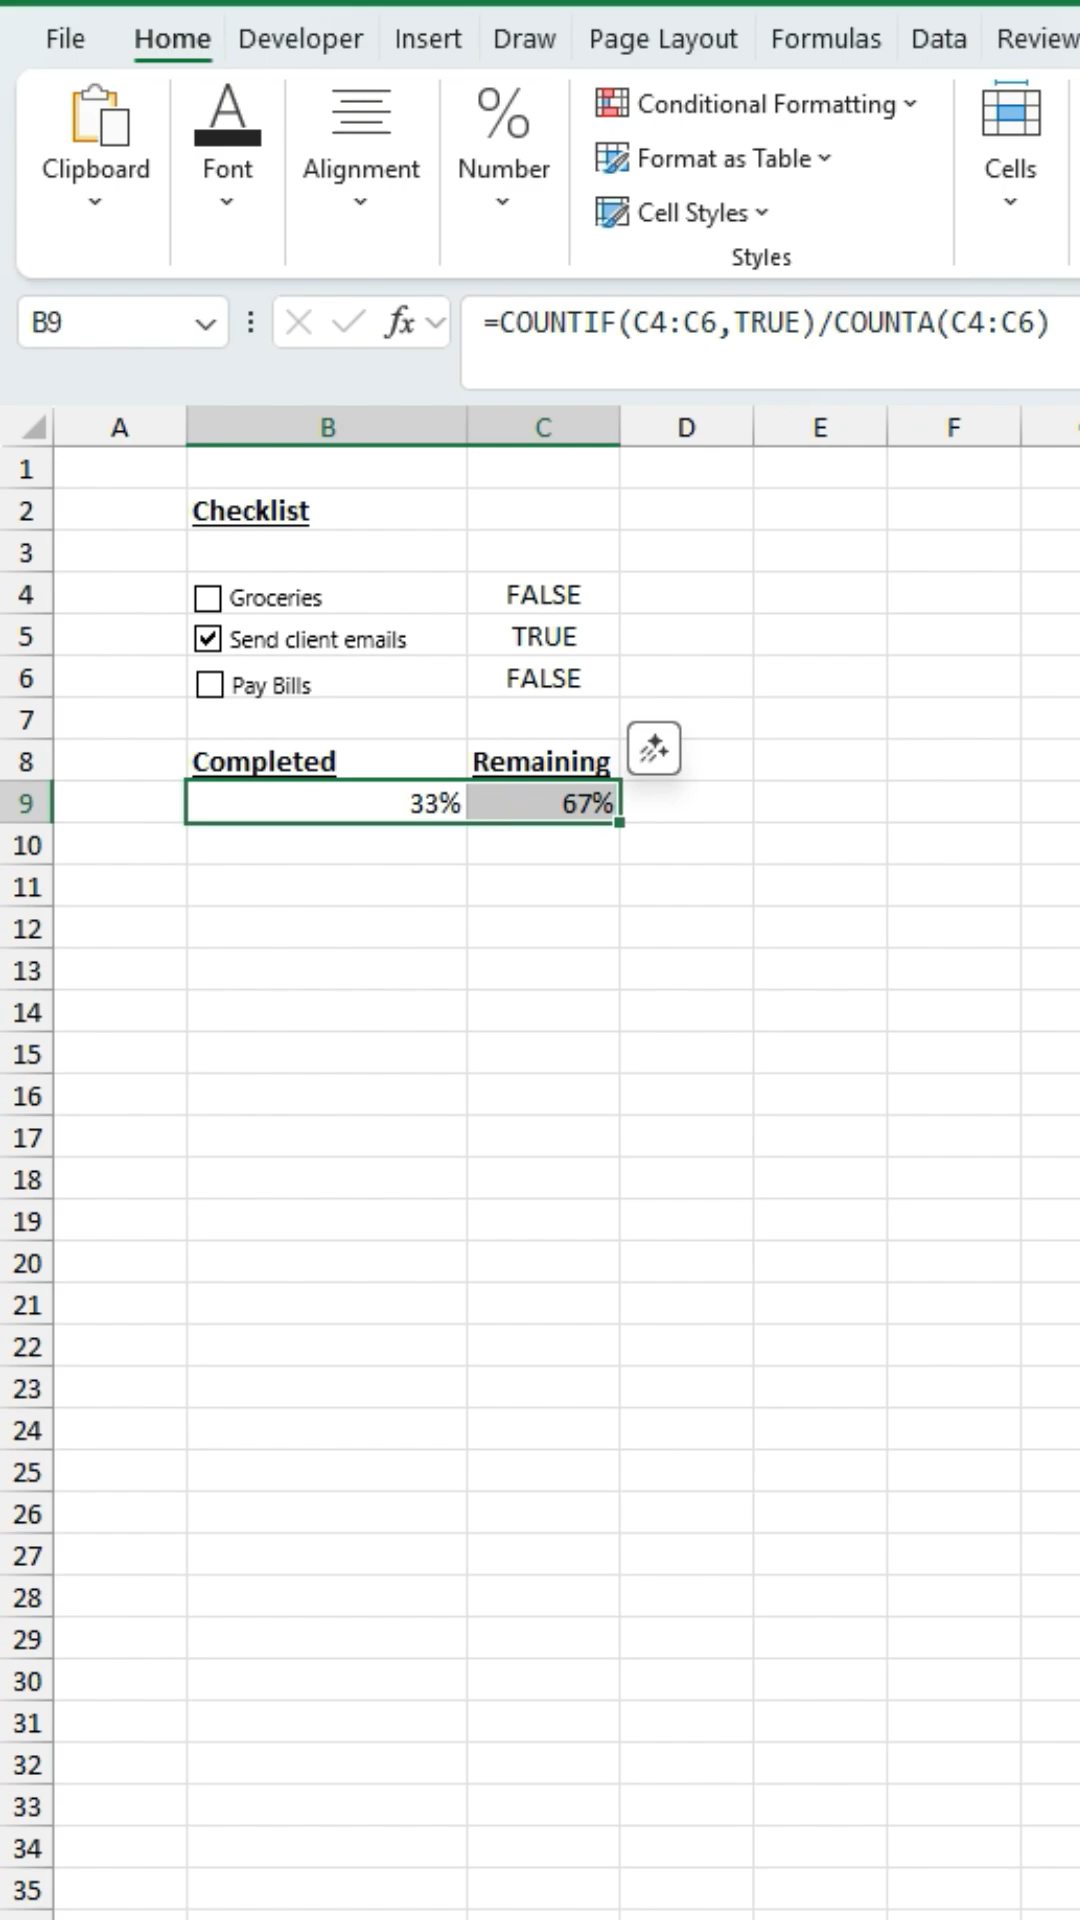 File Home Developer Insert Draw Page Layout Formulas Data Review
Conditional Formatting
Format as Table
Cell Styles
Clipboard Font Alignment Number Cells
Styles
B9 fx =COUNTIF(C4:C6,TRUE)/COUNTA(C4:C6)
A B C D E F
1
2 Checklist
3
4 Groceries FALSE
5 Send client emails TRUE
6 Pay Bills FALSE
7
8 Completed Remaining
9 33% 67%
10
11
12
13
14
15
16
17
18
19
20
21
22
23
24
25
26
27
28
29
30
31
32
33
34
35